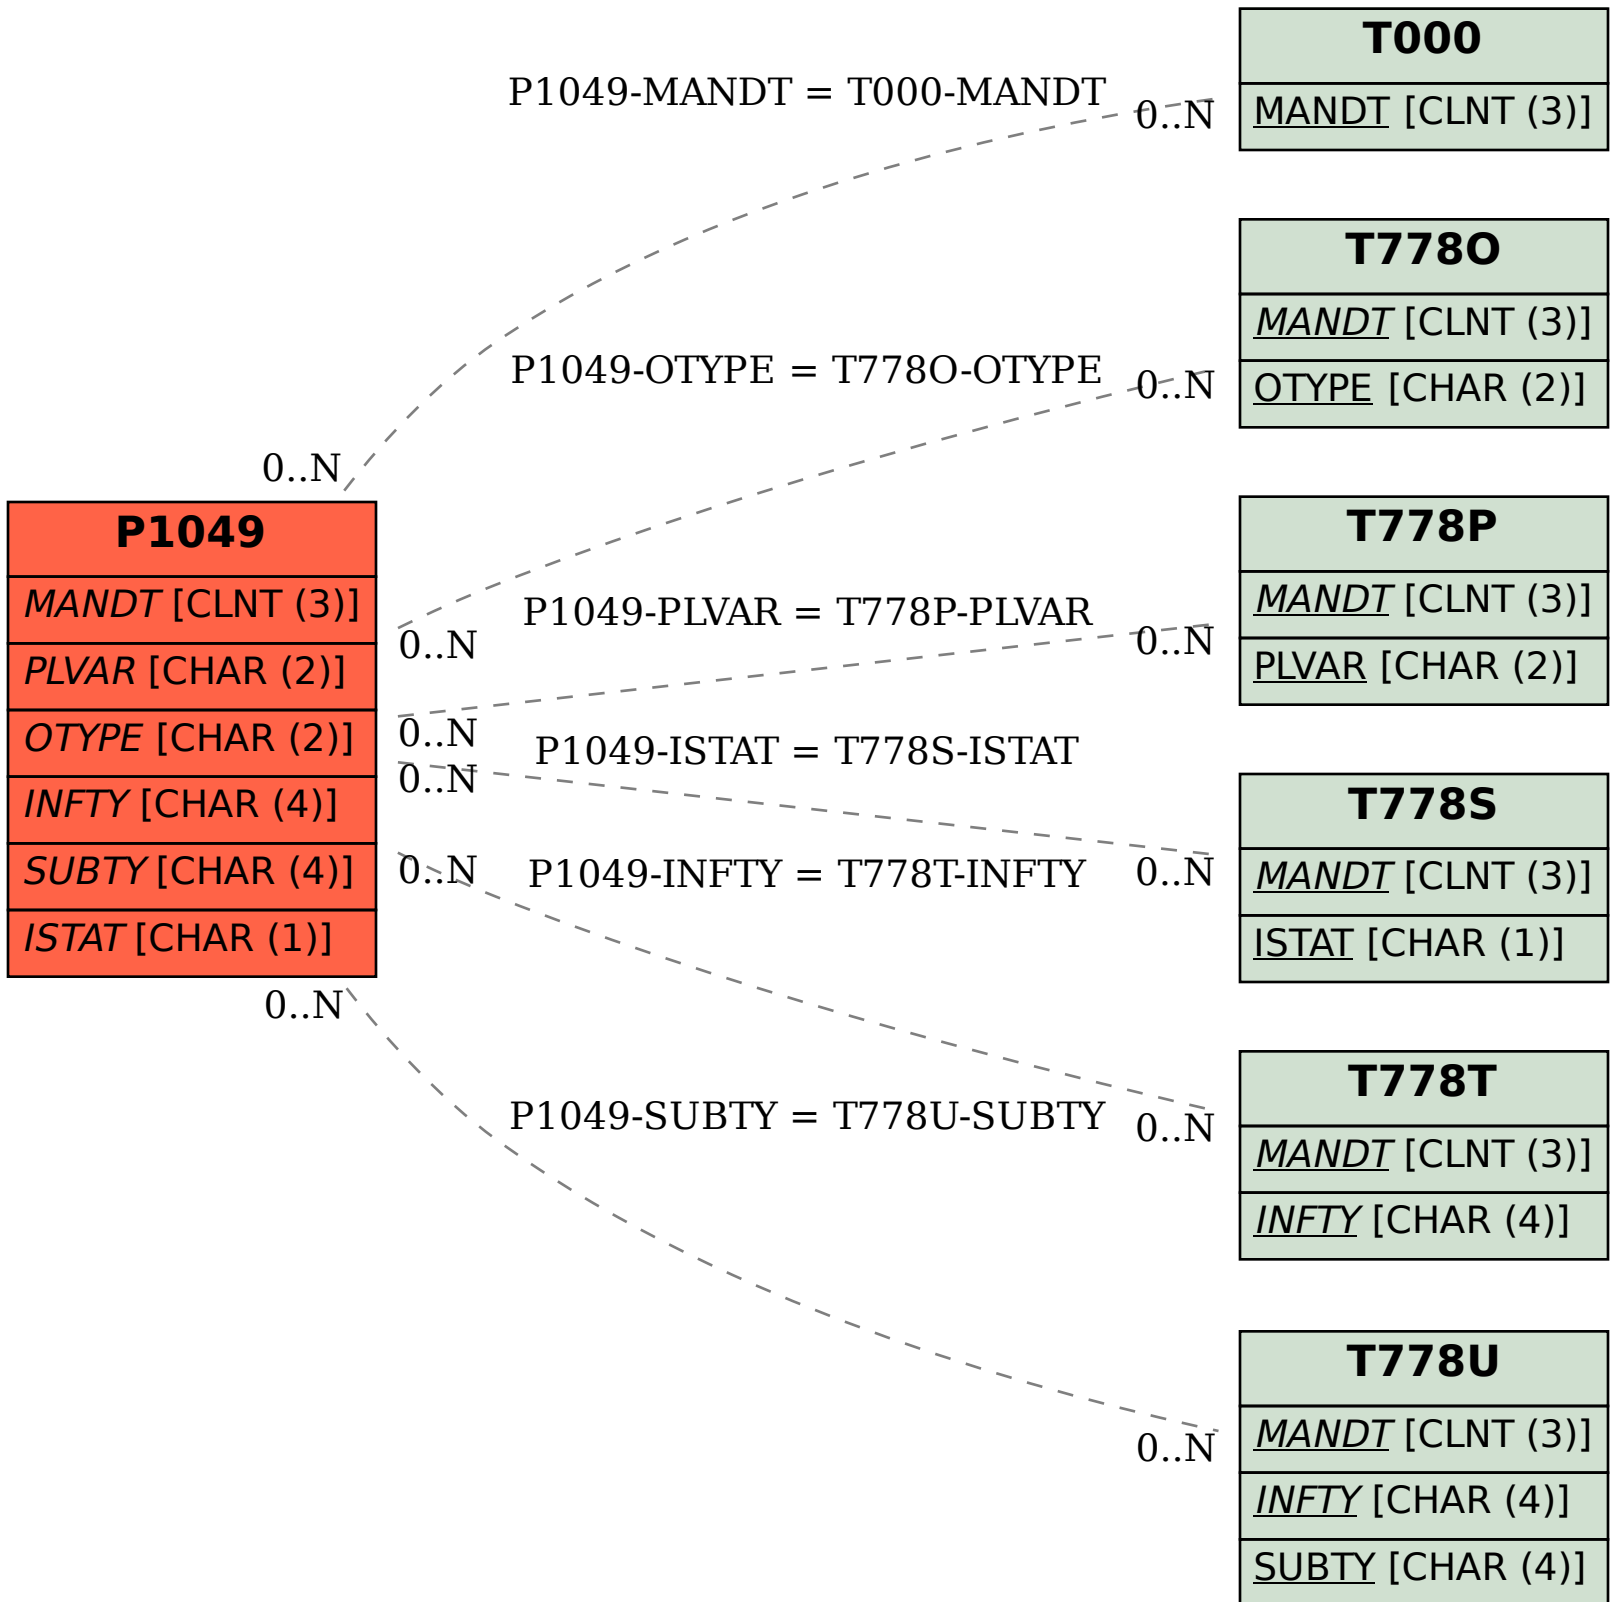 T000
MANDT [CLNT (3)]
P1049-MANDT = T000-MANDT
0..N
0..N
T778O
MANDT [CLNT (3)]
OTYPE [CHAR (2)]
P1049-OTYPE = T778O-OTYPE
0..N
0..N
P1049
MANDT [CLNT (3)]
PLVAR [CHAR (2)]
OTYPE [CHAR (2)]
INFTY [CHAR (4)]
SUBTY [CHAR (4)]
ISTAT [CHAR (1)]
T778P
MANDT [CLNT (3)]
PLVAR [CHAR (2)]
P1049-PLVAR = T778P-PLVAR
0..N
0..N
P1049-ISTAT = T778S-ISTAT
0..N
0..N
T778S
MANDT [CLNT (3)]
ISTAT [CHAR (1)]
P1049-INFTY = T778T-INFTY
0..N
0..N
T778T
MANDT [CLNT (3)]
INFTY [CHAR (4)]
P1049-SUBTY = T778U-SUBTY
0..N
0..N
T778U
MANDT [CLNT (3)]
INFTY [CHAR (4)]
SUBTY [CHAR (4)]